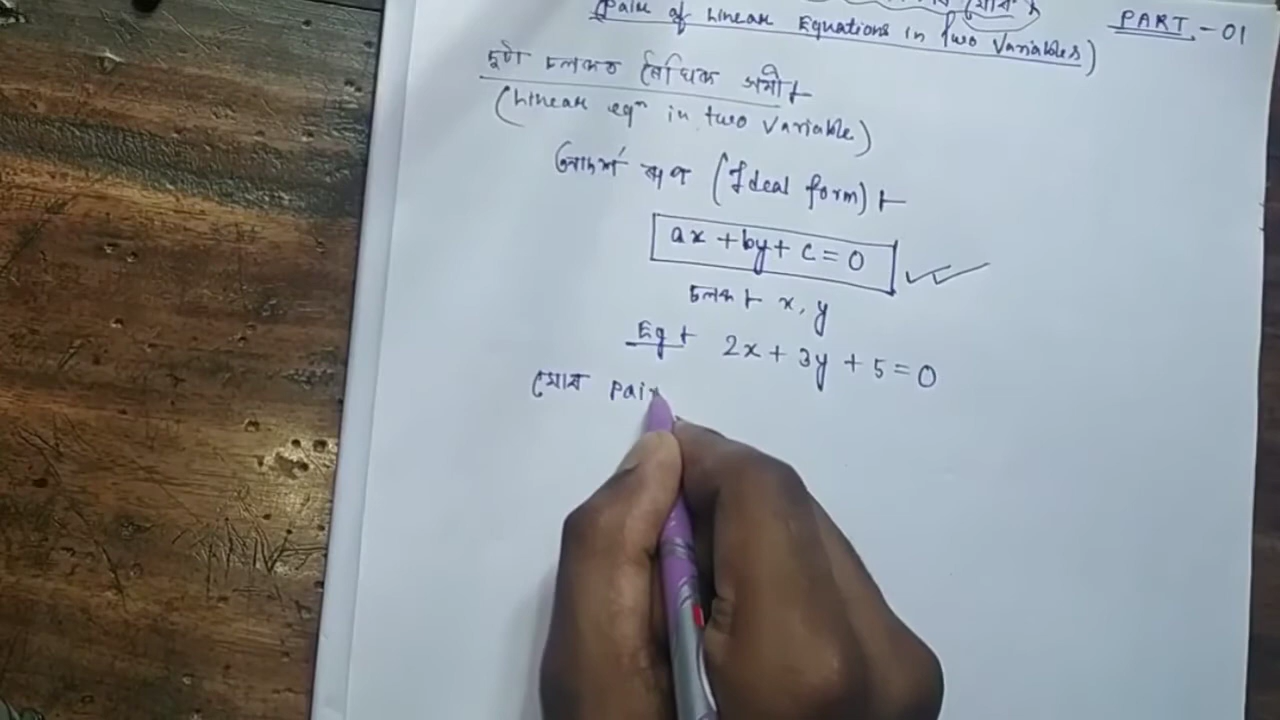 (Pair of Linear Equations in Two Variables) PART - 01
দুটা চলকত ৰৈখিক সমী
(Linear eqn in two variable)
আদৰ্শ ৰূপ (Ideal form)
ax + by + c = 0
চলক x, y
Eg 2x + 3y + 5 = 0
যোৰ Pair